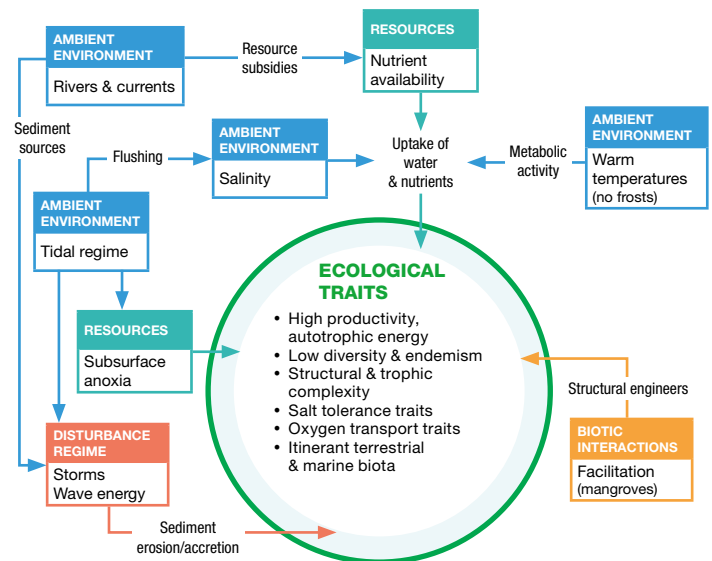 AMBIENT
ENVIRONMENT
Rivers & currents
Resource
subsidies
RESOURCES
Nutrient
availability
Sediment
sources
Flushing
AMBIENT
ENVIRONMENT
Salinity
Uptake of
water
& nutrients
Metabolic
activity
AMBIENT
ENVIRONMENT
Warm
temperatures
(no frosts)
AMBIENT
ENVIRONMENT
Tidal regime
RESOURCES
Subsurface
anoxia
ECOLOGICAL
TRAITS
• High productivity,
autotrophic energy
• Low diversity & endemism
• Structural & trophic
complexity
• Salt tolerance traits
• Oxygen transport traits
• Itinerant terrestrial
& marine biota
Structural engineers
BIOTIC
INTERACTIONS
Facilitation
(mangroves)
DISTURBANCE
REGIME
Storms
Wave energy
Sediment
erosion/accretion